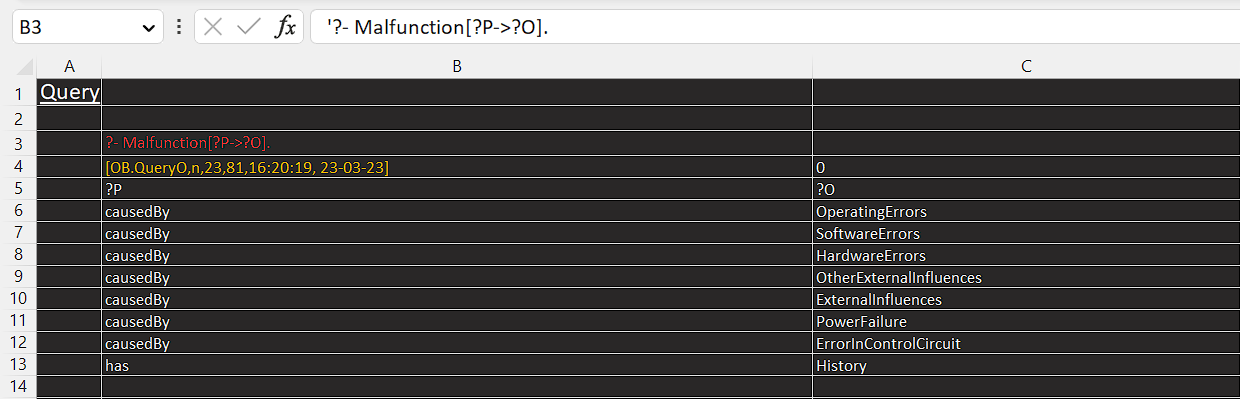 B3 fx '?- Malfunction[?P->?O].
A B C
1 Query
2
3 ?- Malfunction[?P->?O].
4 [OB.QueryO,n,23,81,16:20:19, 23-03-23] 0
5 ?P ?O
6 causedBy OperatingErrors
7 causedBy SoftwareErrors
8 causedBy HardwareErrors
9 causedBy OtherExternalInfluences
10 causedBy ExternalInfluences
11 causedBy PowerFailure
12 causedBy ErrorInControlCircuit
13 has History
14